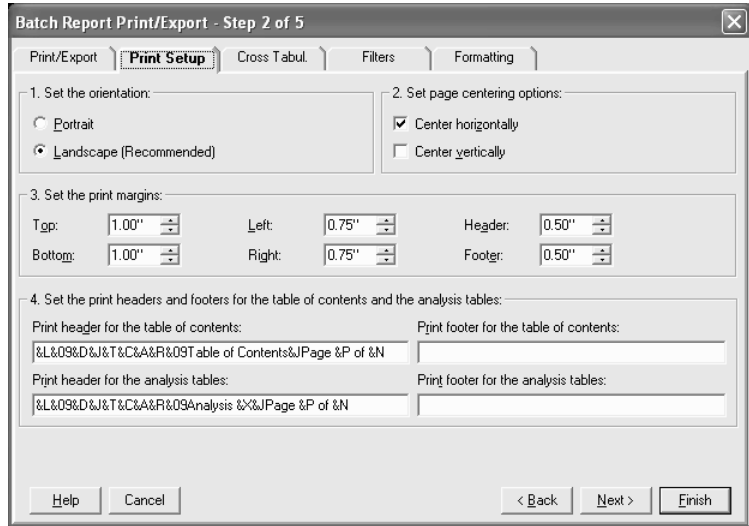 Batch Report Print/Export - Step 2 of 5
Print/Export Print Setup Cross Tabul. Filters Formatting
1. Set the orientation: 2. Set page centering options:
Portrait Center horizontally
Landscape (Recommended) Center vertically
3. Set the print margins:
Top: 1.00" Left: 0.75" Header: 0.50"
Bottom: 1.00" Right: 0.75" Footer: 0.50"
4. Set the print headers and footers for the table of contents and the analysis tables:
Print header for the table of contents: Print footer for the table of contents:
&L&09&D&J&T&C&A&R&09Table of Contents&JPage &P of &N
Print header for the analysis tables: Print footer for the analysis tables:
&L&09&D&J&T&C&A&R&09Analysis &X&JPage &P of &N
Help Cancel < Back Next > Finish